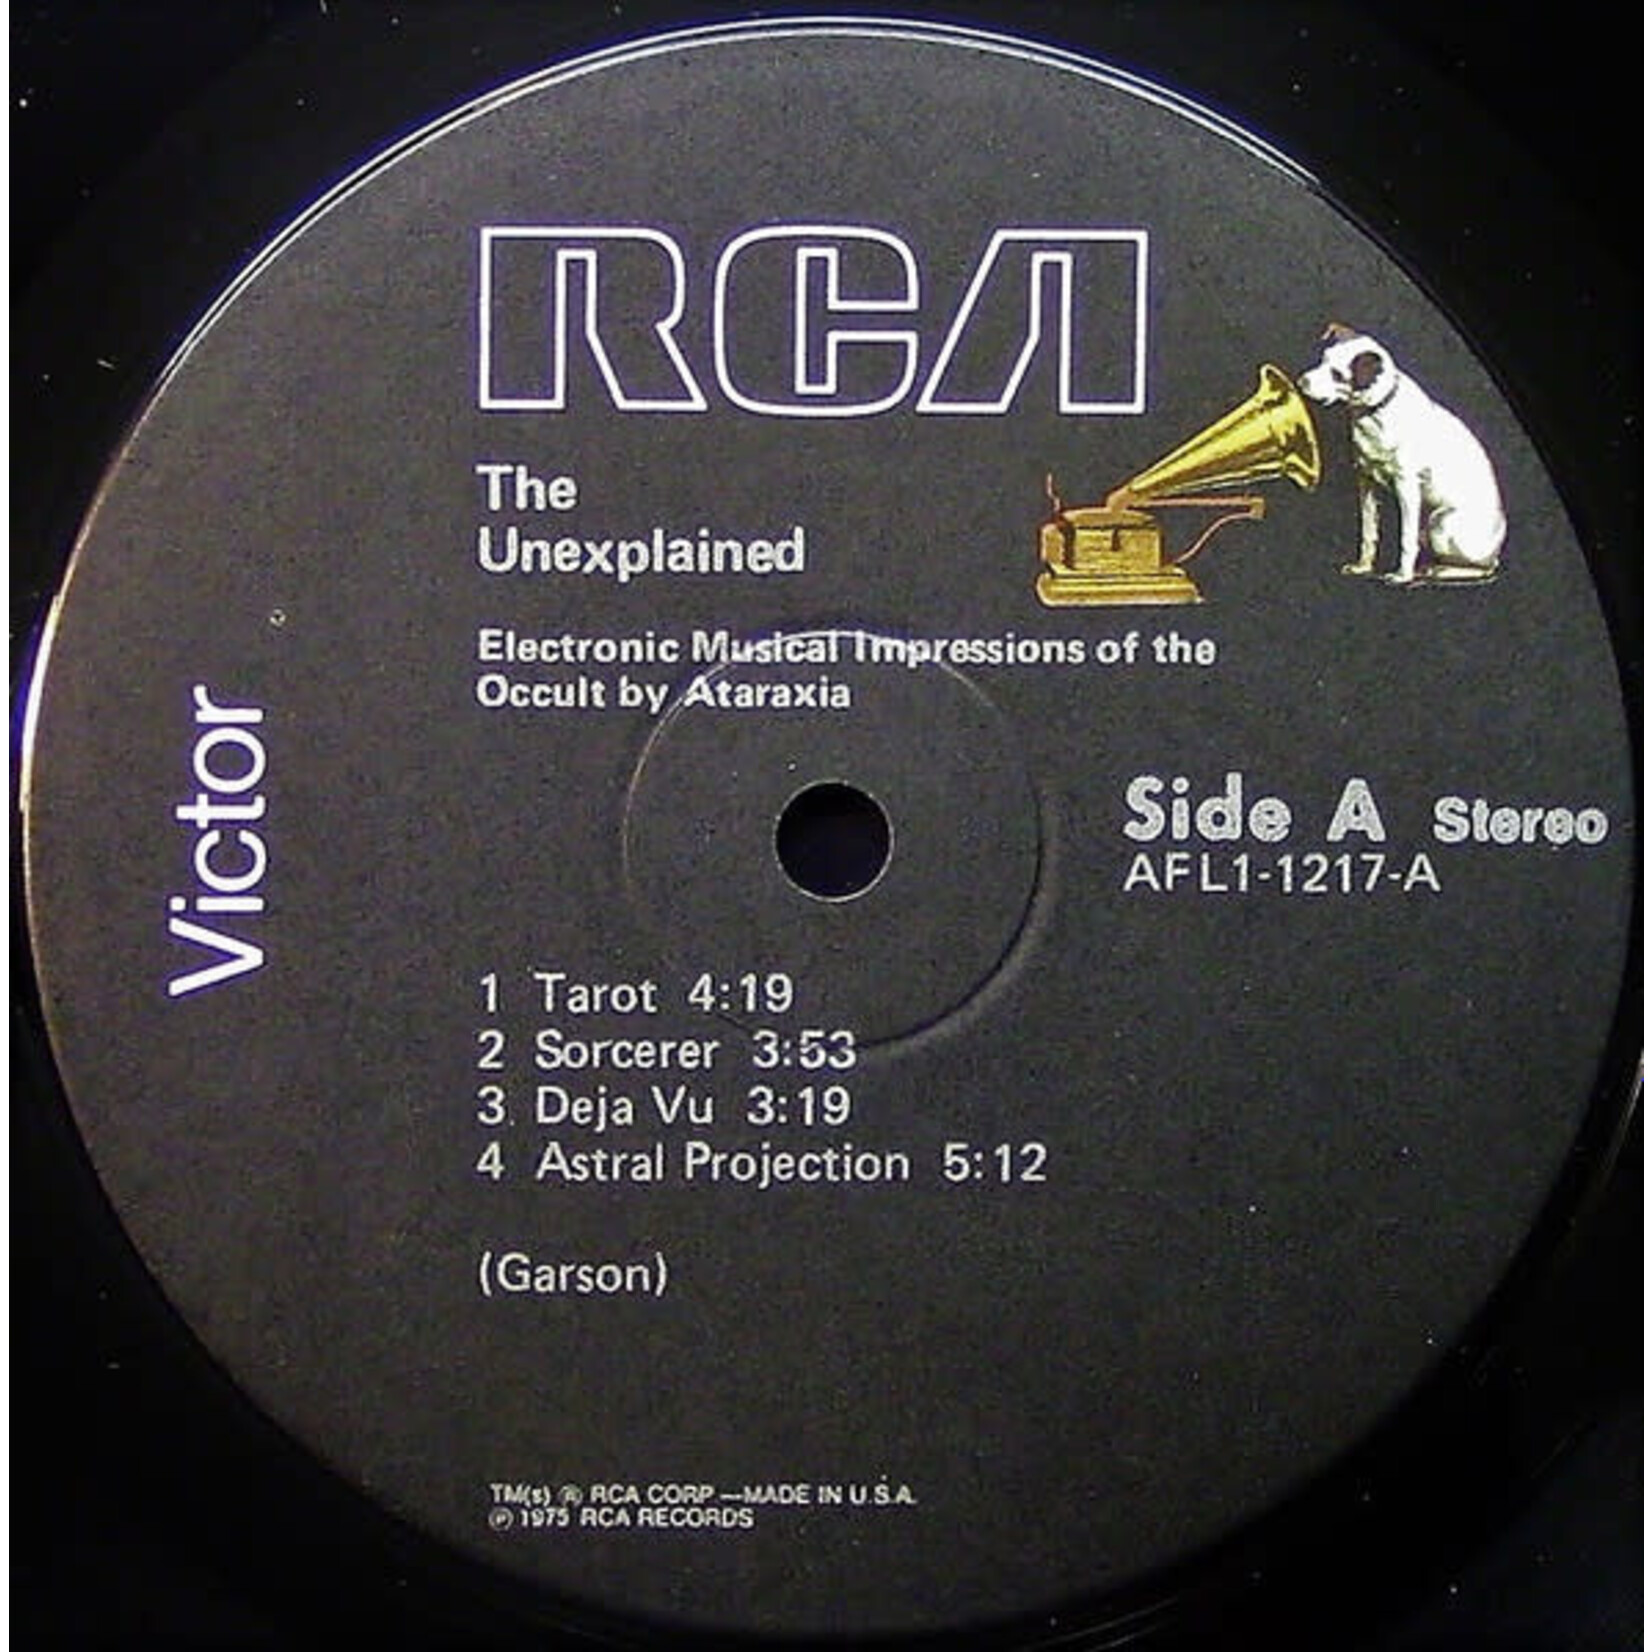 RCA
The
Unexplained
Electronic Musical Impressions of the
Occult by Ataraxia
Victor
Side A Stereo
AFL1-1217-A
1 Tarot 4:19
2 Sorcerer 3:53
3 Deja Vu 3:19
4 Astral Projection 5:12
(Garson)
TM(s) ® RCA CORP —MADE IN U.S.A.
℗ 1975 RCA RECORDS